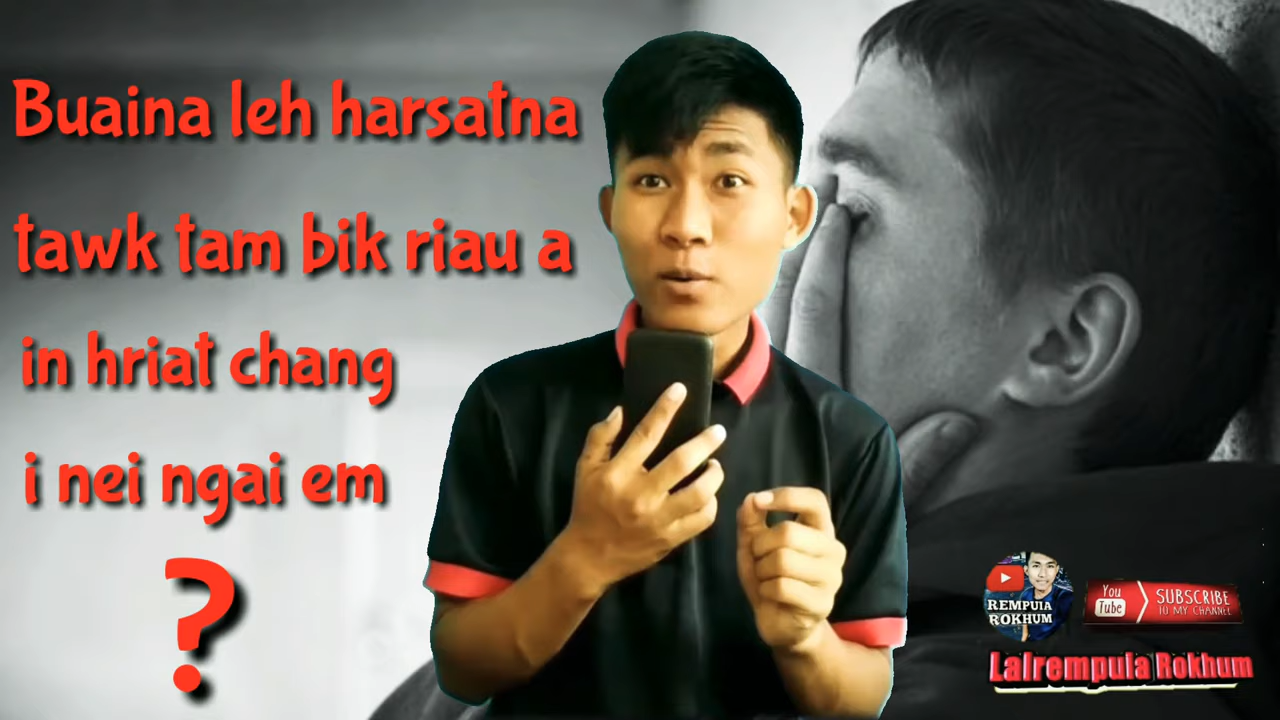 Buaina leh harsatna
tawk tam bik riau a
in hriat chang
i nei ngai em
?
REMPUIA
ROKHUM
You
Tube
SUBSCRIBE
TO MY CHANNEL
Lalrempuia Rokhum